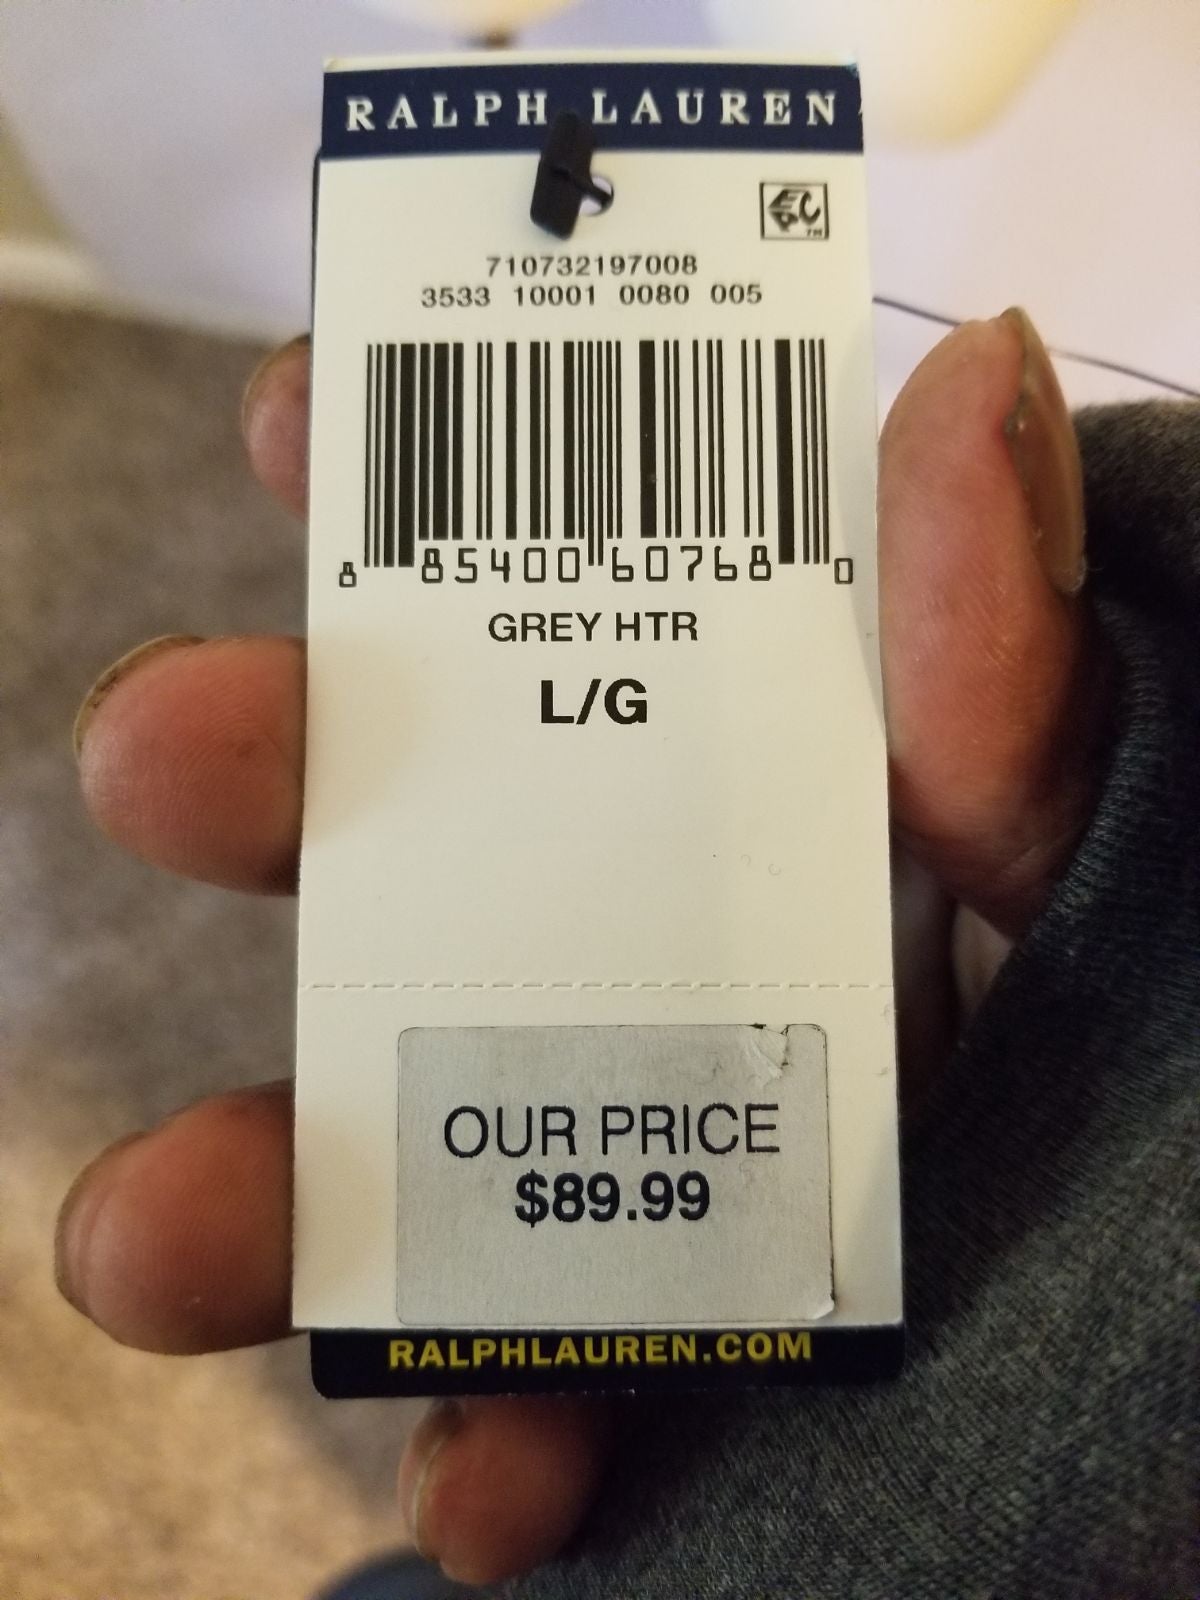 RALPH LAUREN
EPC™
710732197008
3533 10001 0080 005
8 85400 60768 0
GREY HTR
L/G
OUR PRICE
$89.99
RALPHLAUREN.COM